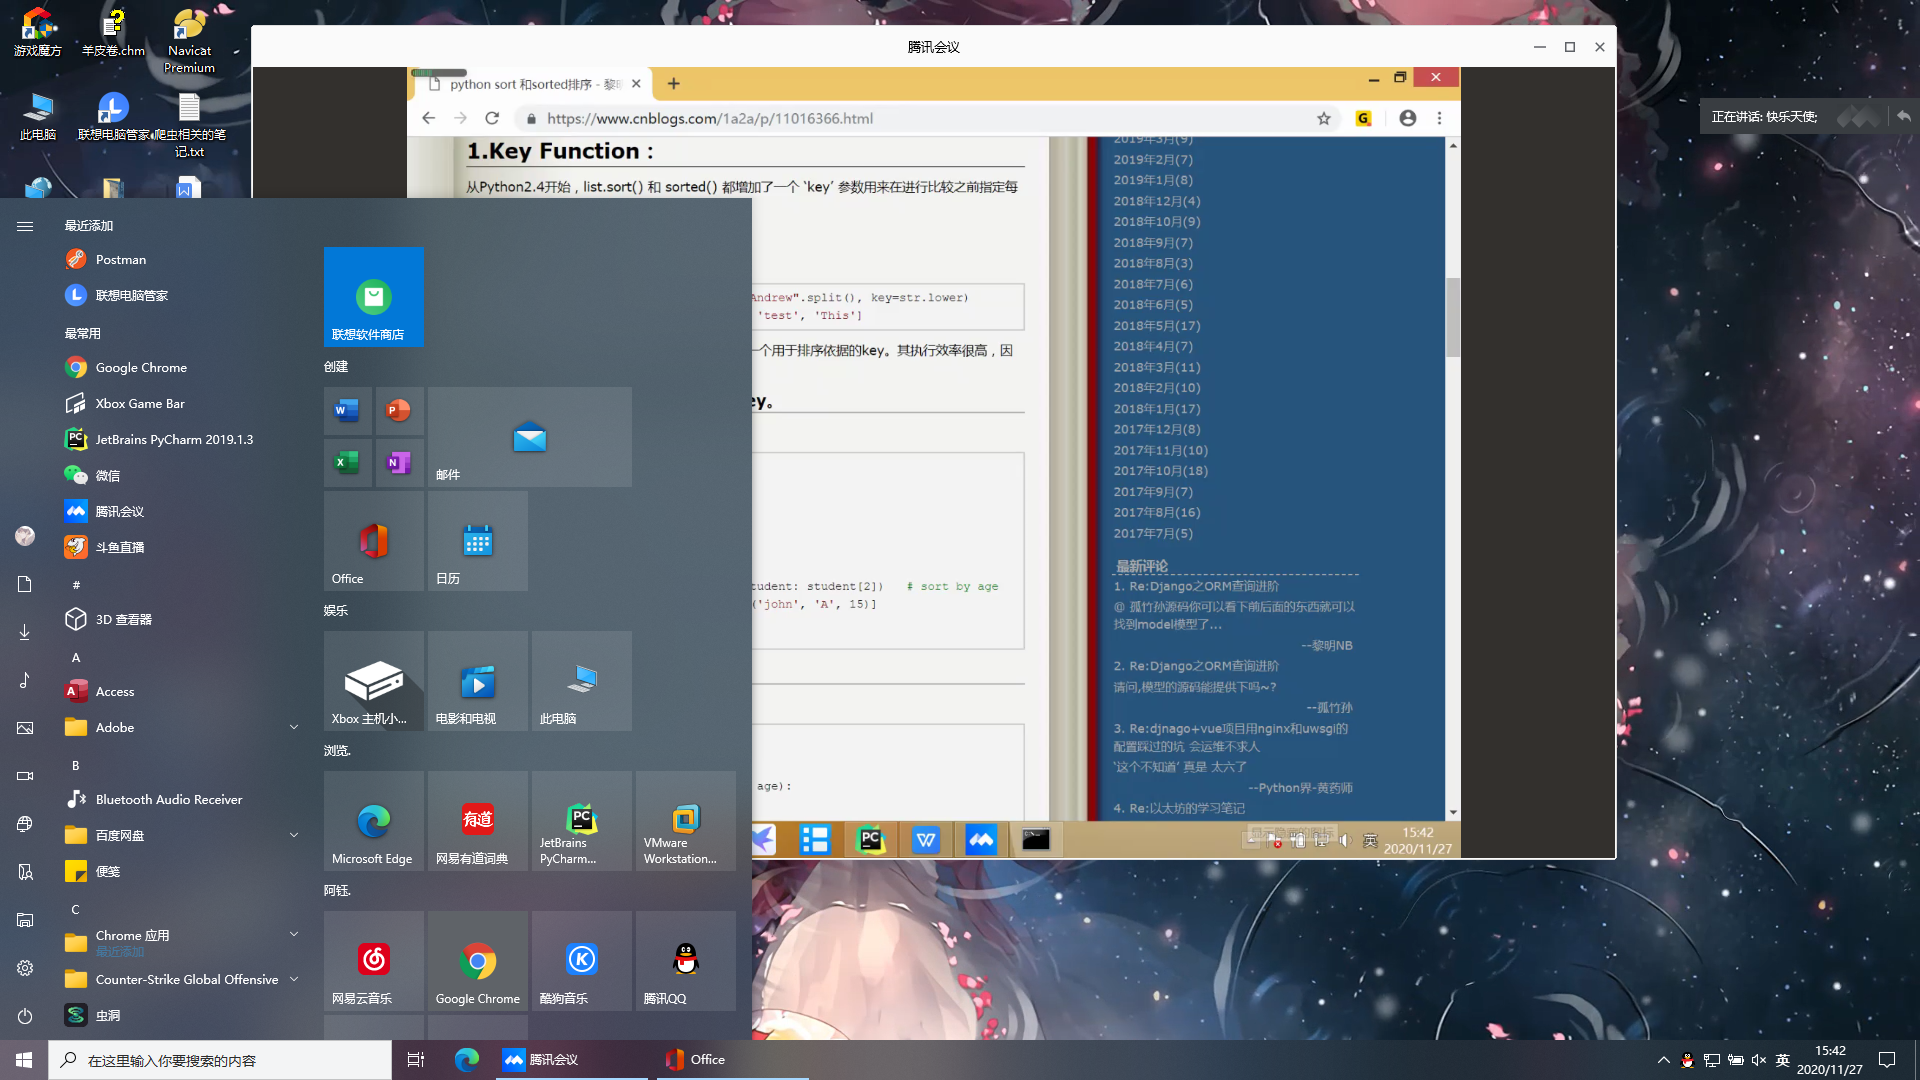 游戏魔方
羊皮卷.chm
Navicat
Premium
此电脑
联想电脑管家
爬虫相关的笔
记.txt
腾讯会议
python sort 和sorted排序 - 黎
https://www.cnblogs.com/1a2a/p/11016366.html
1.Key Function：
从Python2.4开始，list.sort() 和 sorted() 都增加了一个 'key' 参数用来在进行比较之前指定每
Andrew".split(), key=str.lower)
'test', 'This']
一个用于排序依据的key。其执行效率很高，因
ey。
tudent: student[2])   # sort by age
('john', 'A', 15)]
age):
2019年3月(9)
2019年2月(7)
2019年1月(8)
2018年12月(4)
2018年10月(9)
2018年9月(7)
2018年8月(3)
2018年7月(6)
2018年6月(5)
2018年5月(17)
2018年4月(7)
2018年3月(11)
2018年2月(10)
2018年1月(17)
2017年12月(8)
2017年11月(10)
2017年10月(18)
2017年9月(7)
2017年8月(16)
2017年7月(5)
最新评论
1. Re:Django之ORM查询进阶
@ 孤竹孙源码你可以看下前后面的东西就可以
找到model模型了...
--黎明NB
2. Re:Django之ORM查询进阶
请问,模型的源码能提供下吗~?
--孤竹孙
3. Re:djnago+vue项目用nginx和uwsgi的
配置踩过的坑 会运维不求人
'这个不知道' 真是 太六了
--Python界-黄药师
4. Re:以太坊的学习笔记
英
15:42
2020/11/27
正在讲话: 快乐天使;
最近添加
Postman
联想电脑管家
最常用
Google Chrome
Xbox Game Bar
JetBrains PyCharm 2019.1.3
微信
腾讯会议
斗鱼直播
#
3D 查看器
A
Access
Adobe
B
Bluetooth Audio Receiver
百度网盘
便笺
C
Chrome 应用
最近添加
Counter-Strike Global Offensive
虫洞
联想软件商店
创建
邮件
Office
日历
娱乐
Xbox 主机小...
电影和电视
此电脑
浏览.
Microsoft Edge
有道
网易有道词典
JetBrains
PyCharm...
VMware
Workstation...
阿钰.
网易云音乐
Google Chrome
酷狗音乐
腾讯QQ
在这里输入你要搜索的内容
腾讯会议
Office
英
15:42
2020/11/27